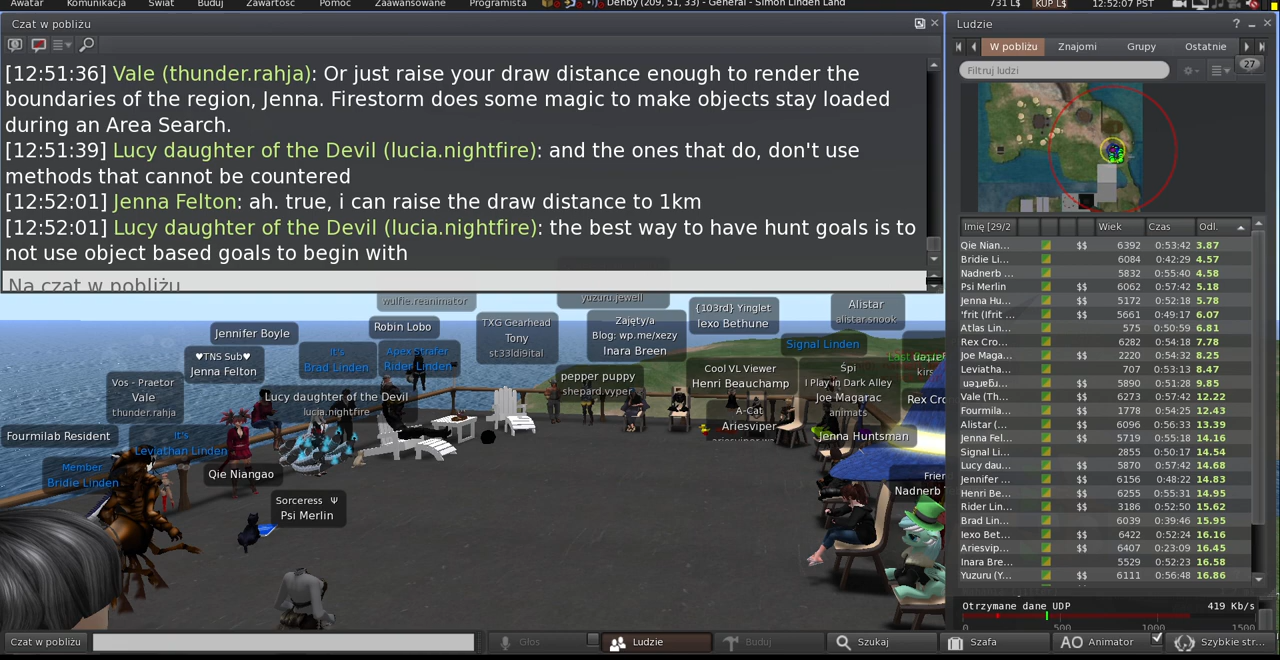 Awatar Komunikacja Świat Buduj Zawartość Pomoc Zaawansowane Programista Denby (209, 51, 33) - General - Simon Linden Land 731 L$ KUP L$ 12:52:07 PST
Czat w pobliżu
[12:51:36] Vale (thunder.rahja): Or just raise your draw distance enough to render the
boundaries of the region, Jenna. Firestorm does some magic to make objects stay loaded
during an Area Search.
[12:51:39] Lucy daughter of the Devil (lucia.nightfire): and the ones that do, don't use
methods that cannot be countered
[12:52:01] Jenna Felton: ah. true, i can raise the draw distance to 1km
[12:52:01] Lucy daughter of the Devil (lucia.nightfire): the best way to have hunt goals is to
not use object based goals to begin with
Na czat w pobliżu
wulfie.reanimator
yuzuru.jewell
Jennifer Boyle
Robin Lobo
TXG Gearhead
Tony
st33ldi9ital
Zajęty/a
Blog: wp.me/xezy
Inara Breen
{103rd} Yinglet
Iexo Bethune
Alistar
alistar.snook
♥TNS Sub♥
Jenna Felton
It's
Brad Linden
Apex Strafer
Rider Linden
Signal Linden
Vos - Praetor
Vale
thunder.rahja
Lucy daughter of the Devil
lucia.nightfire
pepper puppy
shepard.vyper
Cool VL Viewer
Henri Beauchamp
Śpi
I Play in Dark Alley
Joe Magarac
animats
Rex Cro
A-Cat
Ariesviper
Fourmilab Resident
It's
Leviathan Linden
Jenna Huntsman
Member
Bridie Linden
Qie Niangao
Sorceress Ψ
Psi Merlin
Frien
Nadnerb
Ludzie
W pobliżu Znajomi Grupy Ostatnie
Filtruj ludzi
27
Imię [29/2 Wiek Czas Odl.
Qie Nian... $$ 6392 0:53:42 3.87
Bridie Li... 6084 0:42:29 4.57
Nadnerb ... 5832 0:55:40 4.58
Psi Merlin $$ 6062 0:57:42 5.18
Jenna Hu... $$ 5172 0:52:18 5.78
'frit (Ifrit ... $$ 5661 0:49:17 6.07
Atlas Lin... 575 0:50:59 6.81
Rex Cro... 6282 0:54:18 7.78
Joe Maga... $$ 2220 0:54:32 8.25
Leviatha... 707 0:53:13 8.47
$$ 5890 0:51:28 9.85
Vale (Th... $$ 6273 0:57:42 12.22
Fourmila... $$ 1778 0:54:25 12.43
Alistar (... $$ 6096 0:56:33 13.39
Jenna Fel... $$ 5719 0:55:18 14.16
Signal Li... 2855 0:50:17 14.54
Lucy dau... $$ 5870 0:57:42 14.68
Jennifer ... $$ 6156 0:48:22 14.83
Henri Be... $$ 6255 0:55:31 14.95
Rider Lin... $$ 3186 0:52:50 15.62
Brad Lin... 6039 0:39:46 15.95
Iexo Bet... $$ 6422 0:52:24 16.16
Ariesvip... $$ 6407 0:23:09 16.45
Inara Bre... 5529 0:52:23 16.58
Yuzuru (Y... $$ 6111 0:56:48 16.86
Otrzymane dane UDP 419 Kb/s
0 500 1000 1500
Czat w pobliżu Głos Ludzie Buduj Szukaj Szafa AO Animator Szybkie str...